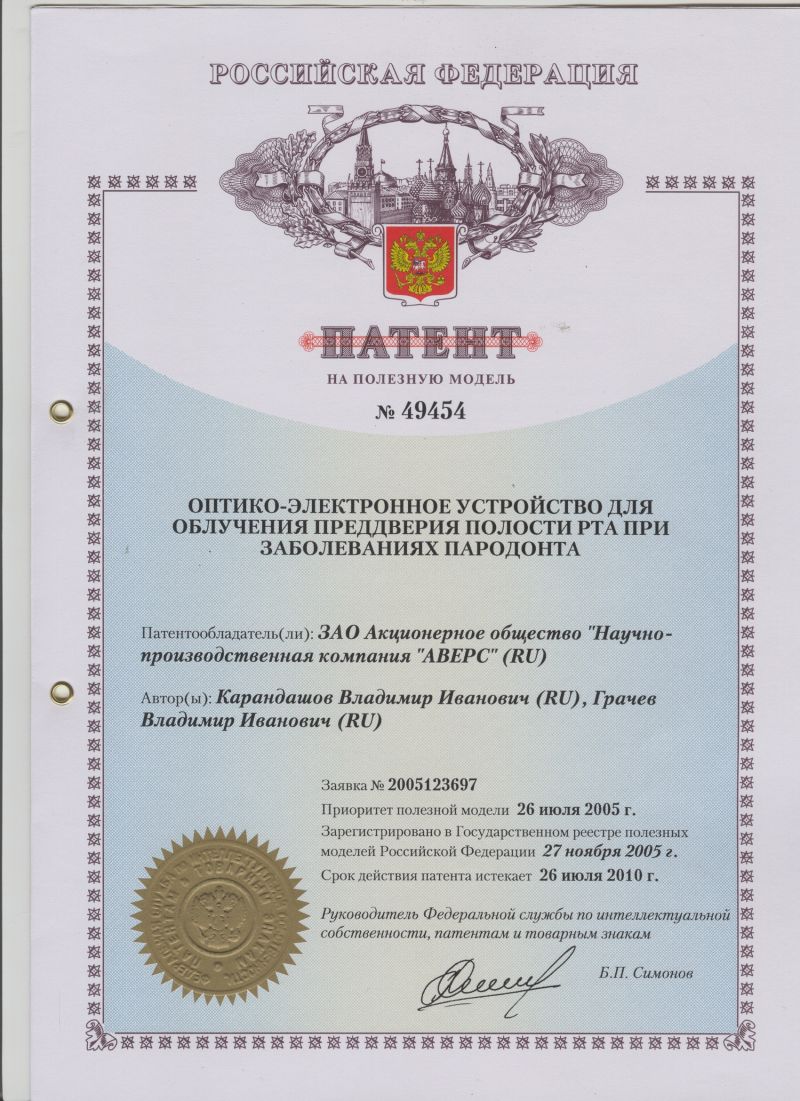 РОССИЙСКАЯ ФЕДЕРАЦИЯ
ПАТЕНТ
НА ПОЛЕЗНУЮ МОДЕЛЬ
№ 49454
ОПТИКО-ЭЛЕКТРОННОЕ УСТРОЙСТВО ДЛЯ
ОБЛУЧЕНИЯ ПРЕДДВЕРИЯ ПОЛОСТИ РТА ПРИ
ЗАБОЛЕВАНИЯХ ПАРОДОНТА
Патентообладатель(ли): ЗАО Акционерное общество "Научно-
производственная компания "АВЕРС" (RU)
Автор(ы): Карандашов Владимир Иванович (RU), Грачев
Владимир Иванович (RU)
Заявка № 2005123697
Приоритет полезной модели 26 июля 2005 г.
Зарегистрировано в Государственном реестре полезных
моделей Российской Федерации 27 ноября 2005 г.
Срок действия патента истекает 26 июля 2010 г.
Руководитель Федеральной службы по интеллектуальной
собственности, патентам и товарным знакам
Б.П. Симонов
ПАТЕНТАМ И ТОВАРНЫМ ЗНАКАМ